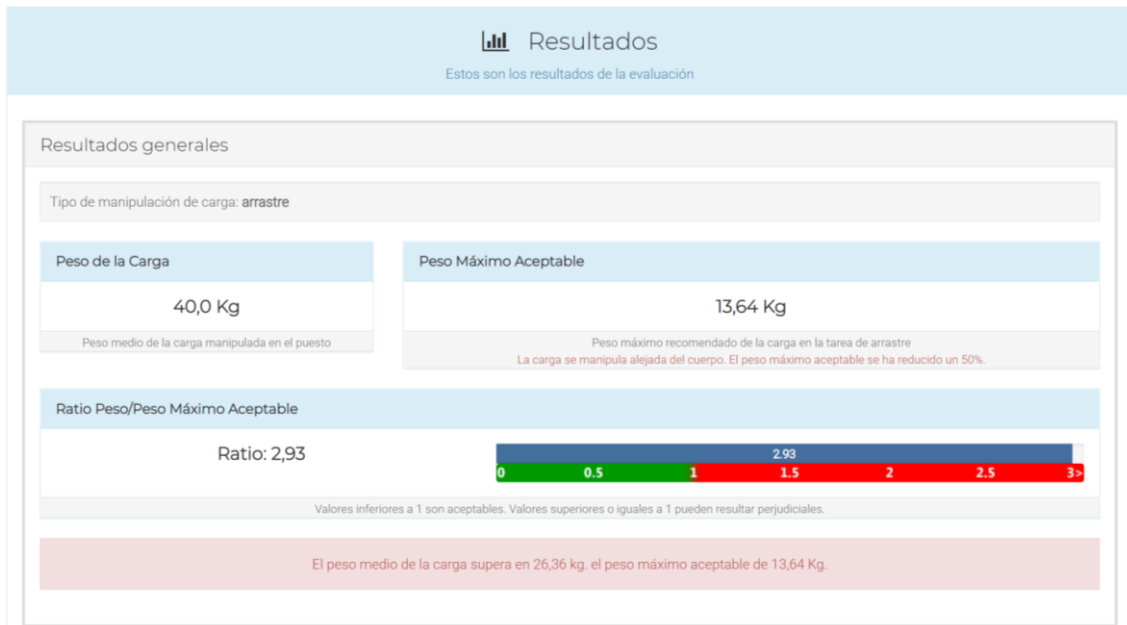 Resultados
Estos son los resultados de la evaluación
Resultados generales
Tipo de manipulación de carga: arrastre
Peso de la Carga
40,0 Kg
Peso medio de la carga manipulada en el puesto
Peso Máximo Aceptable
13,64 Kg
Peso máximo recomendado de la carga en la tarea de arrastre
La carga se manipula alejada del cuerpo. El peso máximo aceptable se ha reducido un 50%.
Ratio Peso/Peso Máximo Aceptable
Ratio: 2,93
2.93
0 0.5 1 1.5 2 2.5 3>
Valores inferiores a 1 son aceptables. Valores superiores o iguales a 1 pueden resultar perjudiciales.
El peso medio de la carga supera en 26,36 kg. el peso máximo aceptable de 13,64 Kg.